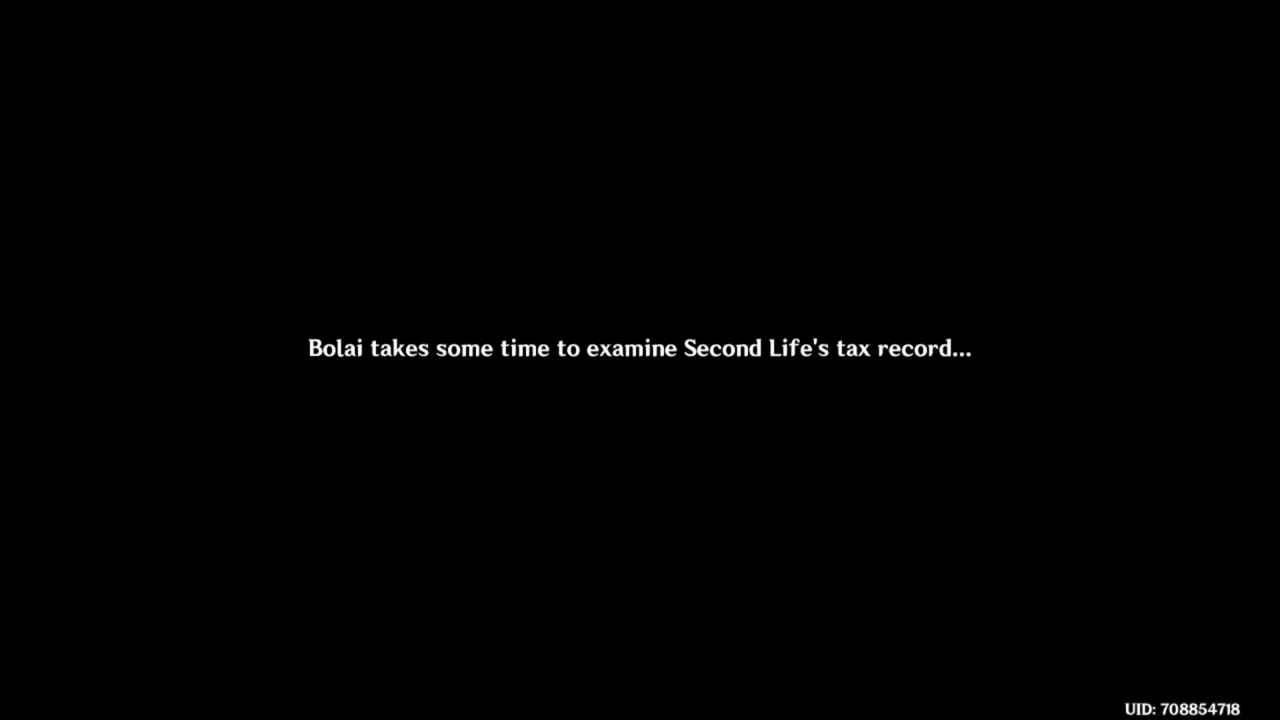 Bolai takes some time to examine Second Life's tax record...
UID: 708854718